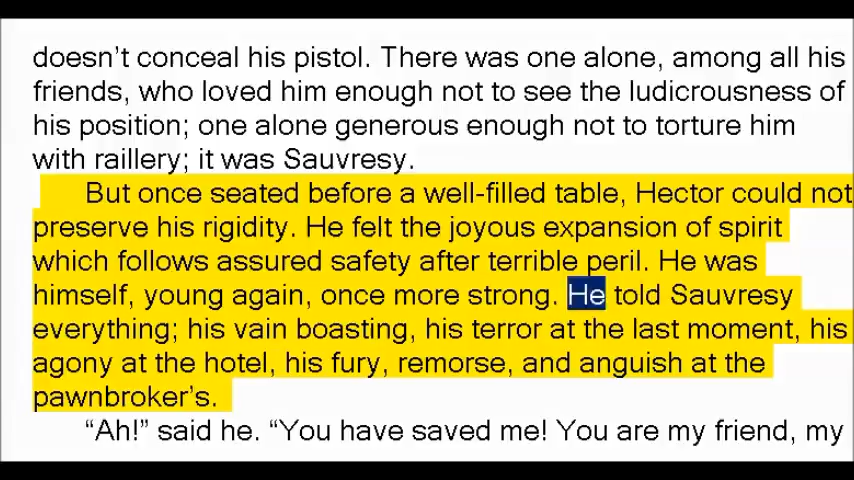 doesn’t conceal his pistol. There was one alone, among all his
friends, who loved him enough not to see the ludicrousness of
his position; one alone generous enough not to torture him
with raillery; it was Sauvresy.
But once seated before a well-filled table, Hector could not
preserve his rigidity. He felt the joyous expansion of spirit
which follows assured safety after terrible peril. He was
himself, young again, once more strong. He told Sauvresy
everything; his vain boasting, his terror at the last moment, his
agony at the hotel, his fury, remorse, and anguish at the
pawnbroker’s.
“Ah!” said he. “You have saved me! You are my friend, my